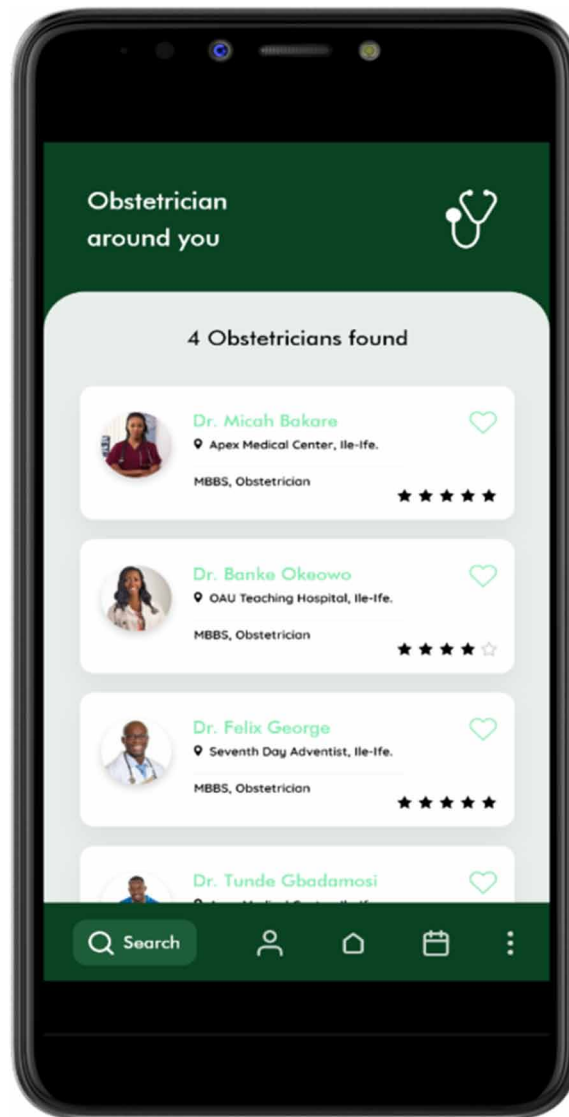 Obstetrician
around you
4 Obstetricians found
Dr. Micah Bakare
Apex Medical Center, Ile-Ife.
MBBS, Obstetrician
Dr. Banke Okeowo
OAU Teaching Hospital, Ile-Ife.
MBBS, Obstetrician
Dr. Felix George
Seventh Day Adventist, Ile-Ife.
MBBS, Obstetrician
Dr. Tunde Gbadamosi
Search